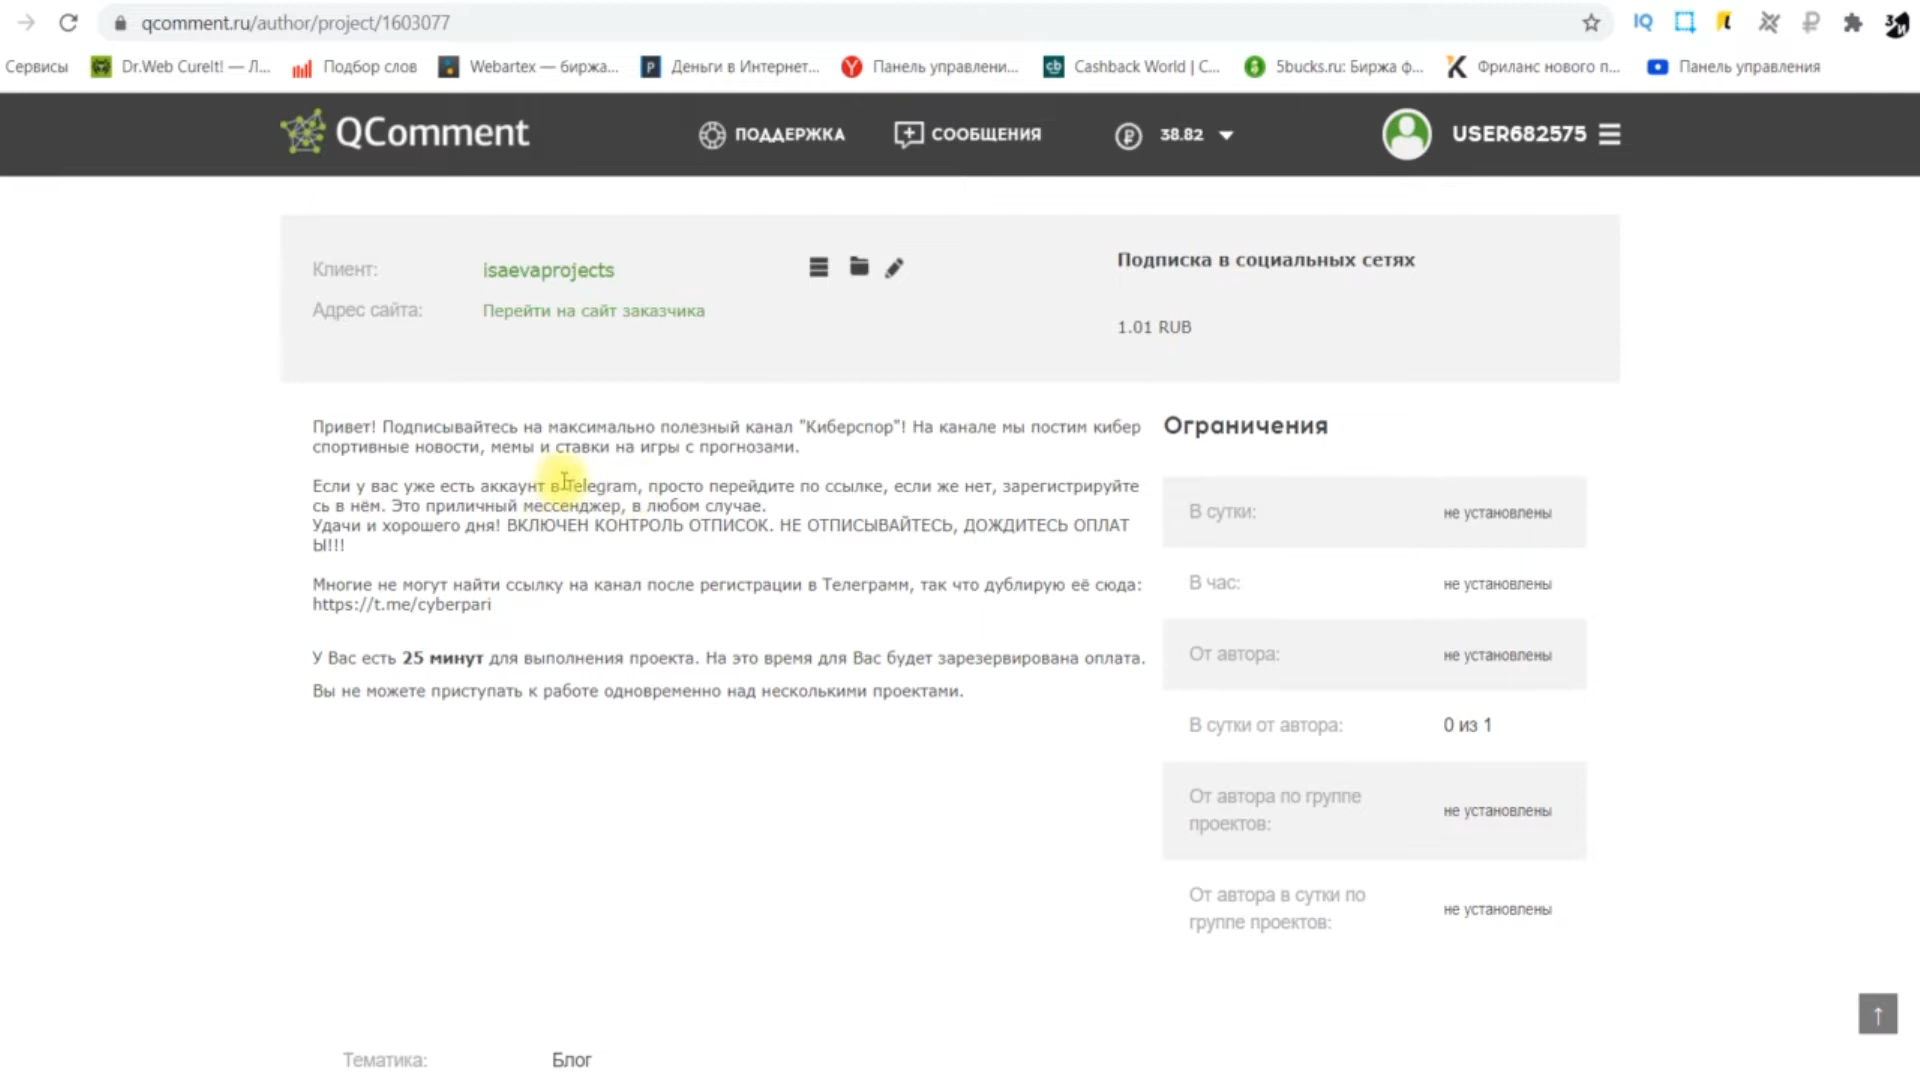 qcomment.ru/author/project/1603077
IQ
Сервисы
Dr.Web CureIt! — Л...
Подбор слов
Webartex — биржа...
Деньги в Интернет...
Панель управлени...
Cashback World | C...
5bucks.ru: Биржа ф...
Фриланс нового п...
Панель управления
QComment
ПОДДЕРЖКА
СООБЩЕНИЯ
38.82
USER682575
Клиент:
isaevaprojects
Подписка в социальных сетях
Адрес сайта:
Перейти на сайт заказчика
1.01 RUB
Привет! Подписывайтесь на максимально полезный канал "Киберспор"! На канале мы постим кибер
спортивные новости, мемы и ставки на игры с прогнозами.
Если у вас уже есть аккаунт в Telegram, просто перейдите по ссылке, если же нет, зарегистрируйте
сь в нём. Это приличный мессенджер, в любом случае.
Удачи и хорошего дня! ВКЛЮЧЕН КОНТРОЛЬ ОТПИСОК. НЕ ОТПИСЫВАЙТЕСЬ, ДОЖДИТЕСЬ ОПЛАТ
Ы!!!
Многие не могут найти ссылку на канал после регистрации в Телеграмм, так что дублирую её сюда:
https://t.me/cyberpari
У Вас есть 25 минут для выполнения проекта. На это время для Вас будет зарезервирована оплата.
Вы не можете приступать к работе одновременно над несколькими проектами.
Ограничения
В сутки:
не установлены
В час:
не установлены
От автора:
не установлены
В сутки от автора:
0 из 1
От автора по группе
проектов:
не установлены
От автора в сутки по
группе проектов:
не установлены
Тематика:
Блог